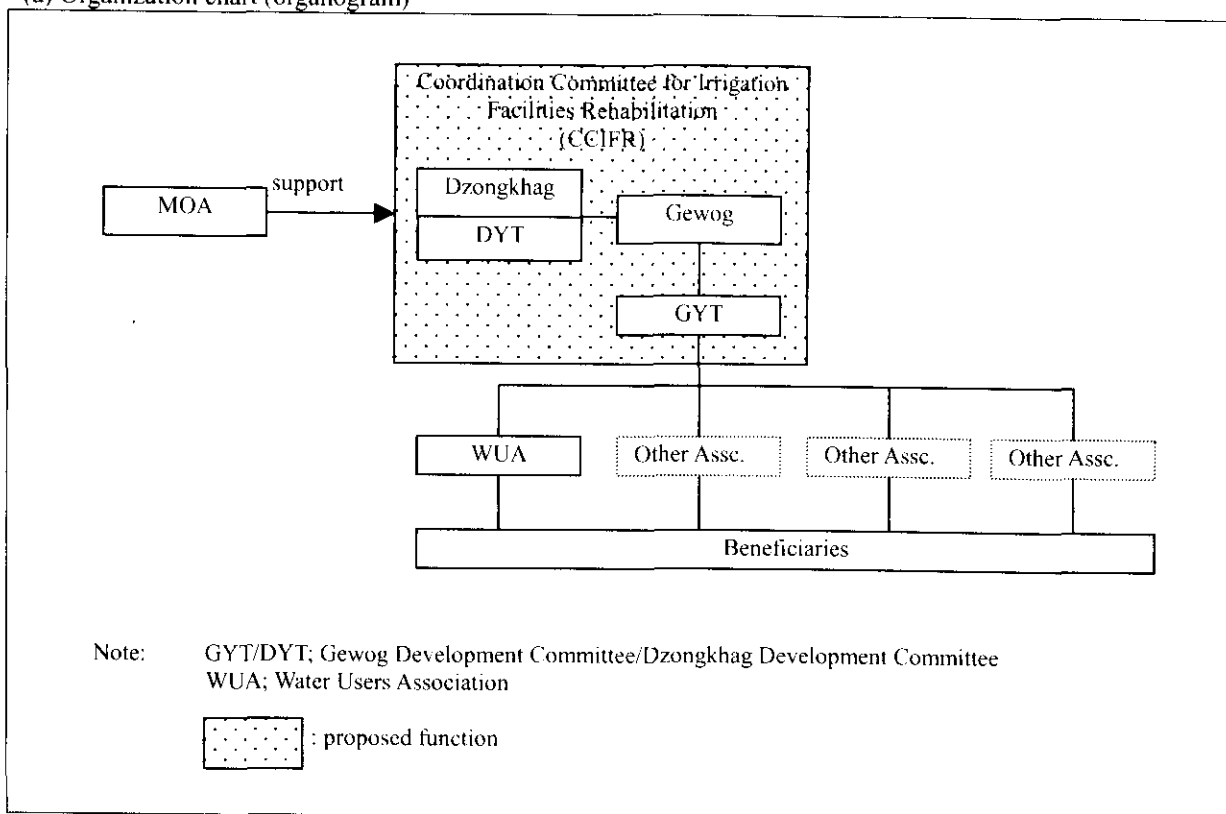 (a) Organization chart (organogram)
Coordination Committee for Irrigation
Facilities Rehabilitation
(CCIFR)
support
MOA
Dzongkhag
DYT
Gewog
GYT
WUA
Other Assc.
Other Assc.
Other Assc.
Beneficiaries
Note: GYT/DYT; Gewog Development Committee/Dzongkhag Development Committee
WUA; Water Users Association
: proposed function